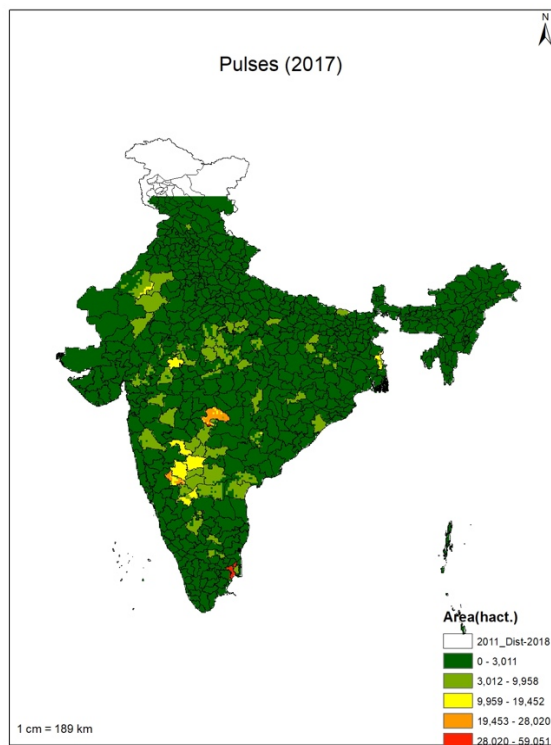 N
Pulses (2017)
Area(hact.)
2011_Dist-2018
0 - 3,011
3,012 - 9,958
9,959 - 19,452
19,453 - 28,020
28,020 - 59,051
1 cm = 189 km